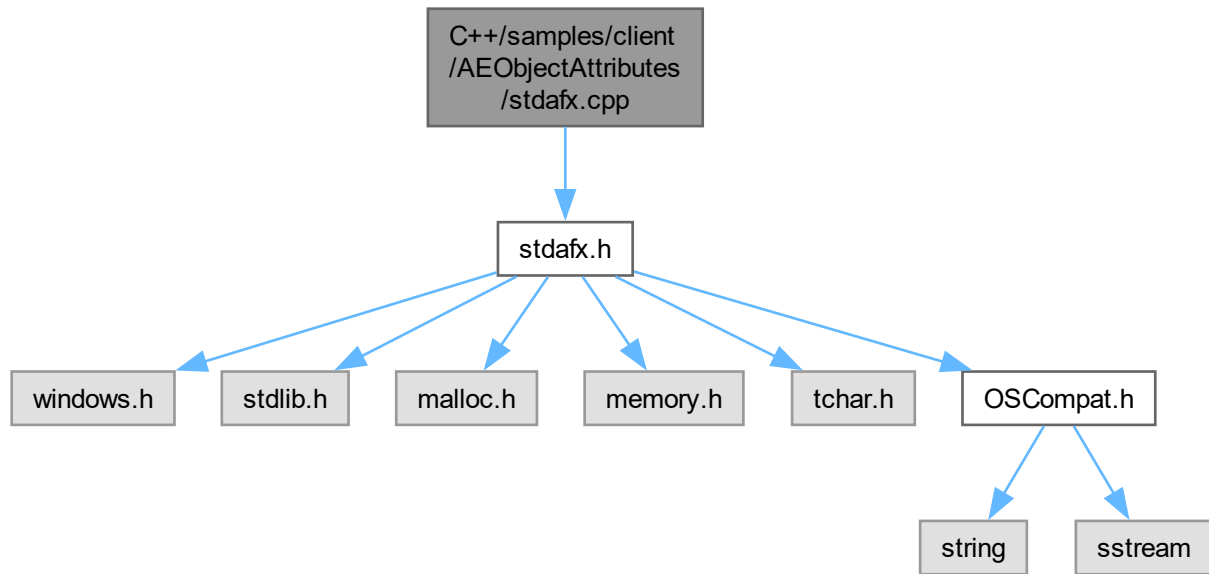 C++/samples/client
/AEObjectAttributes
/stdafx.cpp
stdafx.h
windows.h
stdlib.h
malloc.h
memory.h
tchar.h
OSCompat.h
string
sstream